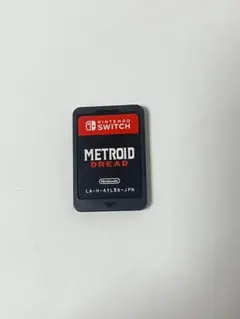 NINTENDO
SWITCH
METROID
DREAD
Nintendo
LA-H-AYL8A-JPN